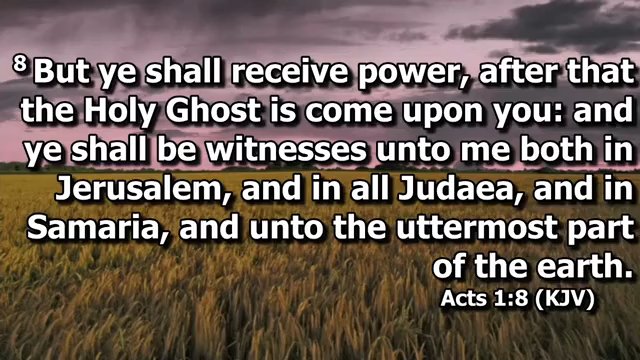 8 But ye shall receive power, after that
the Holy Ghost is come upon you: and
ye shall be witnesses unto me both in
Jerusalem, and in all Judaea, and in
Samaria, and unto the uttermost part
of the earth.
Acts 1:8 (KJV)